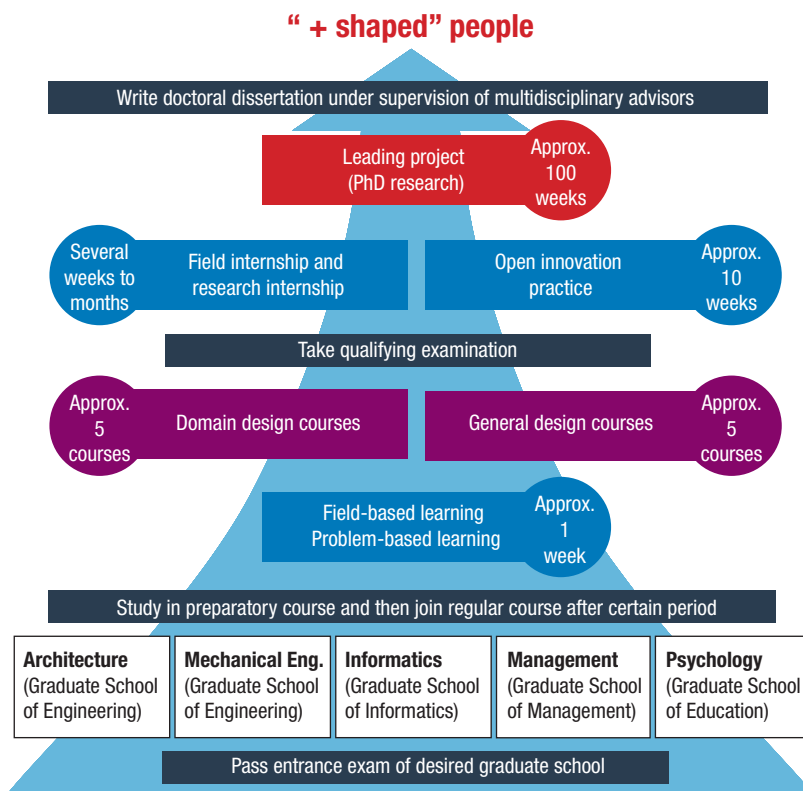 “ + shaped” people
Write doctoral dissertation under supervision of multidisciplinary advisors
Leading project
(PhD research)
Approx.
100
weeks
Several
weeks to
months
Field internship and
research internship
Open innovation
practice
Approx.
10
weeks
Take qualifying examination
Approx.
5
courses
Domain design courses
General design courses
Approx.
5
courses
Field-based learning
Problem-based learning
Approx.
1
week
Study in preparatory course and then join regular course after certain period
Architecture
(Graduate School
of Engineering)
Mechanical Eng.
(Graduate School
of Engineering)
Informatics
(Graduate School
of Informatics)
Management
(Graduate School
of Management)
Psychology
(Graduate School
of Education)
Pass entrance exam of desired graduate school